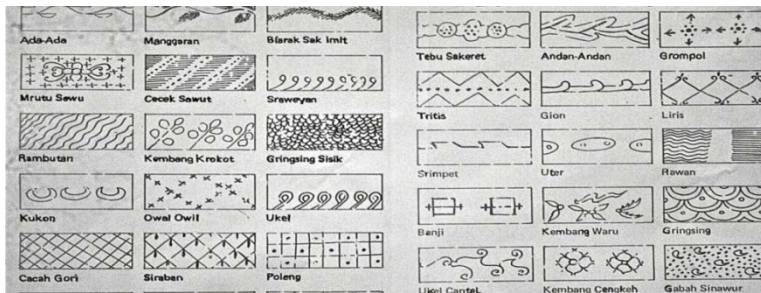 Ada-Ada
Manggaran
Blarak Sak Imit
Mrutu Sewu
Cecek Sawut
Sraweyan
Rambutan
Kembang Krokot
Gringsing Sisik
Kukon
Owal Owil
Ukel
Cacah Gori
Siraban
Poleng
Tebu Sakeret
Andan-Andan
Grompol
Tritis
Gion
Liris
Srimpet
Uter
Rawan
Banji
Kembang Waru
Gringsing
Ukel Cantel
Kembang Cengkeh
Gabah Sinawur